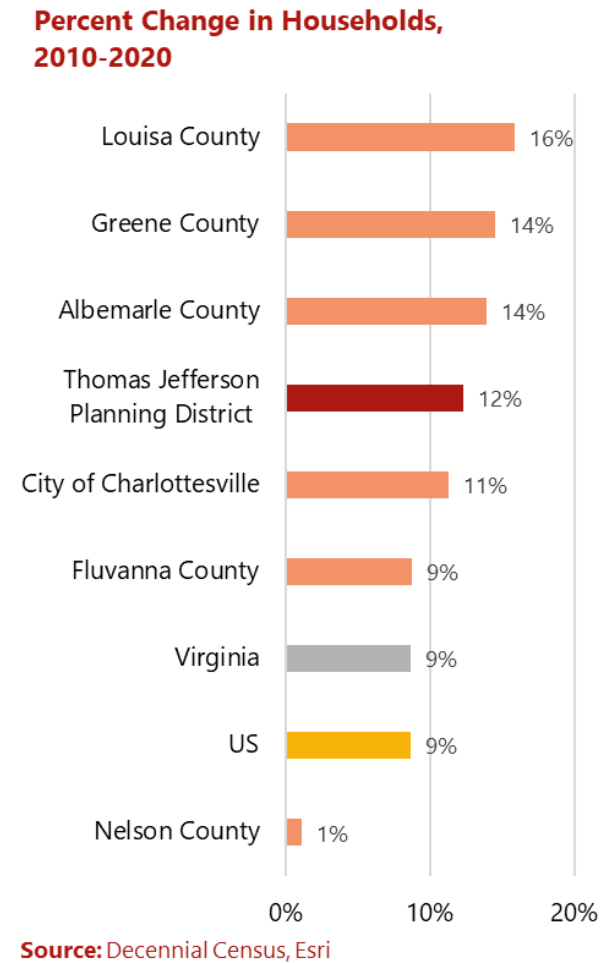 Percent Change in Households,
2010-2020
Louisa County
16%
Greene County
14%
Albemarle County
14%
Thomas Jefferson
Planning District
12%
City of Charlottesville
11%
Fluvanna County
9%
Virginia
9%
US
9%
Nelson County
1%
0% 10% 20%
Source: Decennial Census, Esri